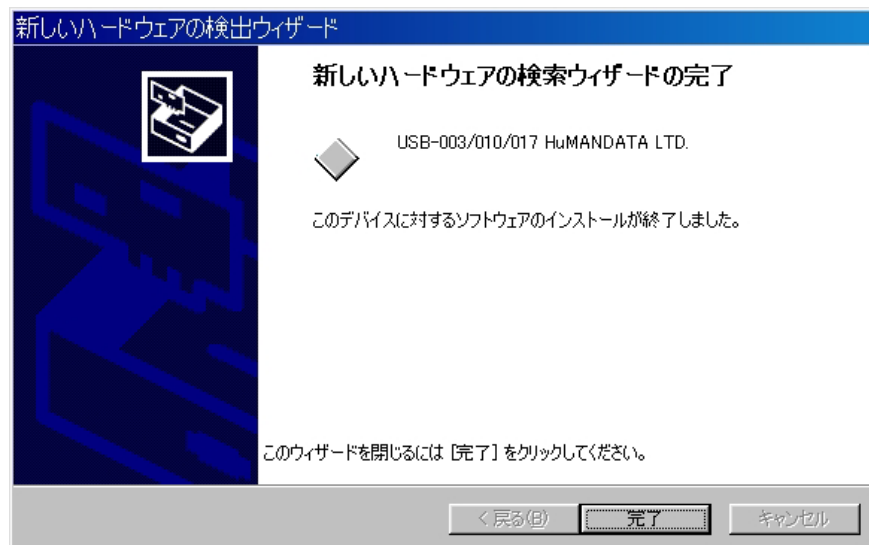 新しいハードウェアの検出ウィザード
新しいハードウェアの検索ウィザードの完了
USB-003/010/017 HuMANDATA LTD.
このデバイスに対するソフトウェアのインストールが終了しました。
このウィザードを閉じるには [完了] をクリックしてください。
< 戻る(B) 完了 キャンセル